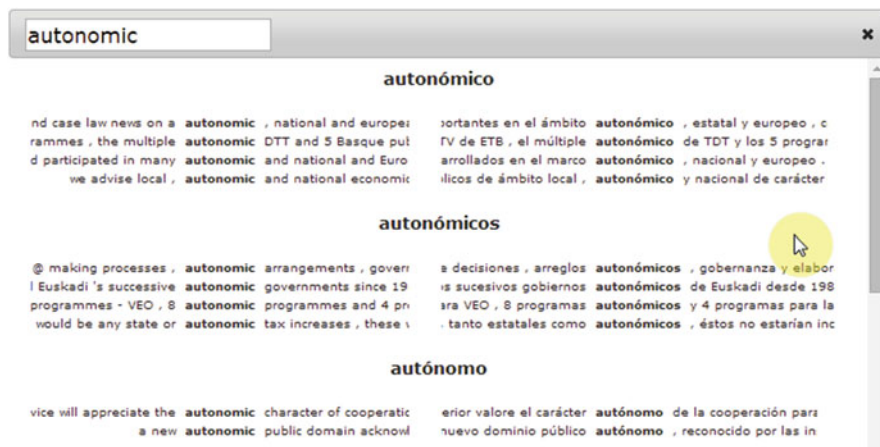 autonomic
autonómico
nd case law news on a autonomic , national and europea portantes en el ámbito autonómico , estatal y europeo , c
rammes , the multiple autonomic DTT and 5 Basque pub TV de ETB , el múltiple autonómico de TDT y los 5 program
d participated in many autonomic and national and Euro arrollados en el marco autonómico , nacional y europeo .
we advise local , autonomic and national economic licos de ámbito local , autonómico y nacional de carácter
autonómicos
@ making processes , autonomic arrangements , govern e decisiones , arreglos autonómicos , gobernanza y elabor
l Euskadi 's successive autonomic governments since 19 s sucesivos gobiernos autonómicos de Euskadi desde 198
programmes - VEO , 8 autonomic programmes and 4 pro ara VEO , 8 programas autonómicos y 4 programas para la
would be any state or autonomic tax increases , these v , tanto estatales como autonómicos , éstos no estarían inc
autónomo
vice will appreciate the autonomic character of cooperatic erior valore el carácter autónomo de la cooperación para
a new autonomic public domain acknowl nuevo dominio público autónomo , reconocido por las in